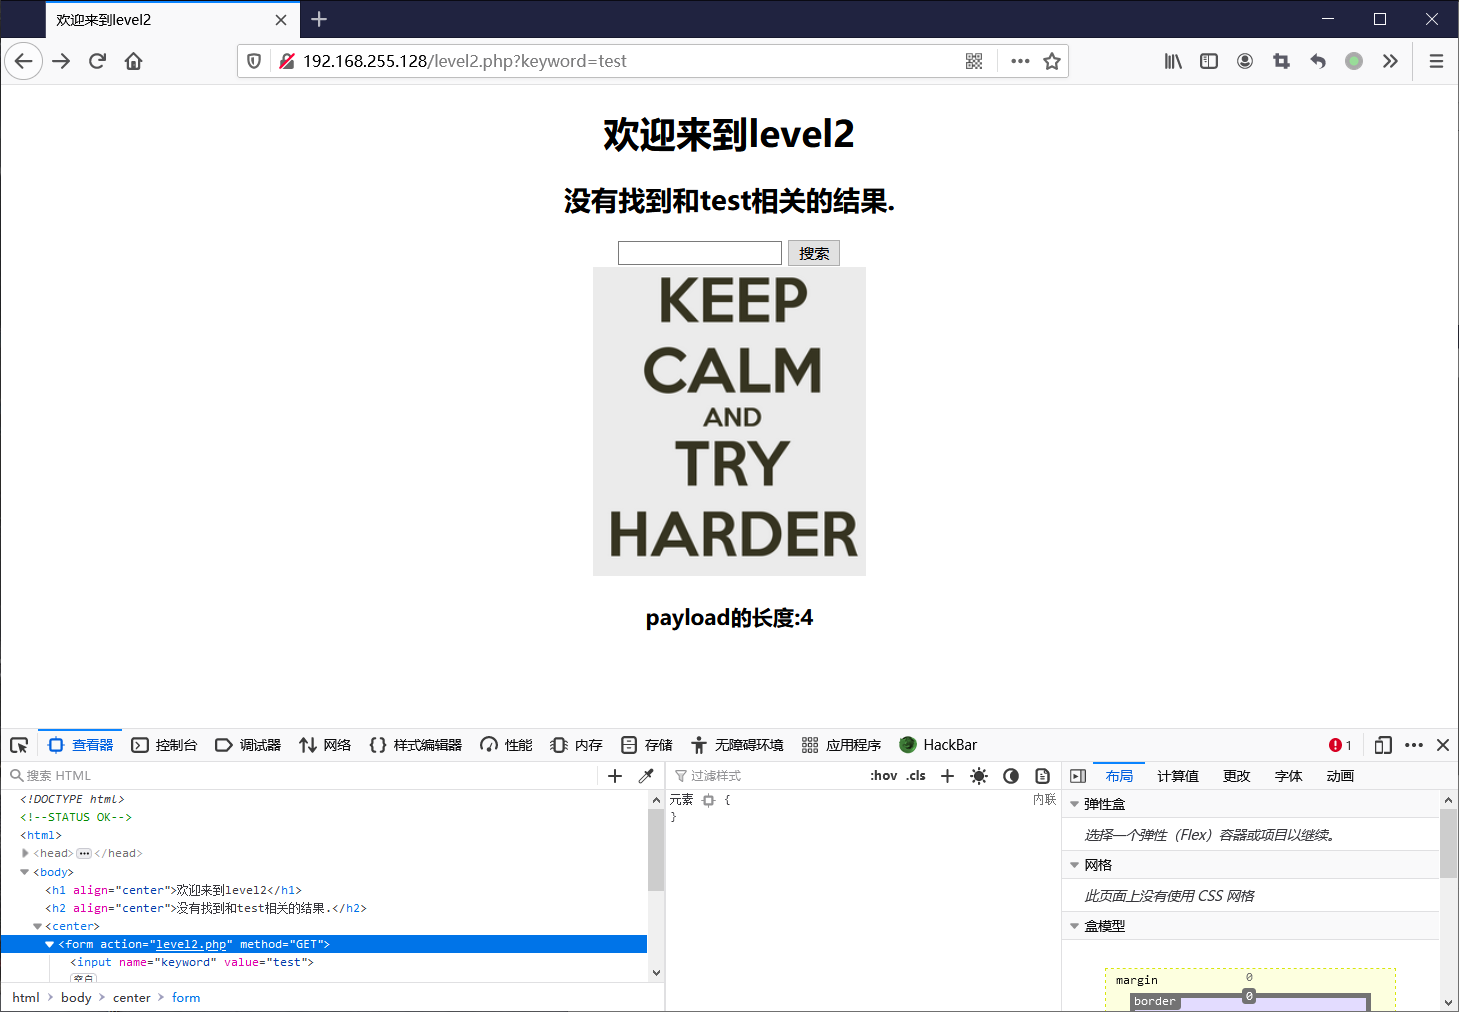 欢迎来到level2
192.168.255.128/level2.php?keyword=test
欢迎来到level2
没有找到和test相关的结果.
搜索
KEEP
CALM
AND
TRY
HARDER
payload的长度:4
查看器 控制台 调试器 网络 样式编辑器 性能 内存 存储 无障碍环境 应用程序 HackBar 1
搜索 HTML
过滤样式 :hov .cls
布局 计算值 更改 字体 动画
<!DOCTYPE html>
<!--STATUS OK-->
<html>
<head> ••• </head>
<body>
<h1 align="center">欢迎来到level2</h1>
<h2 align="center">没有找到和test相关的结果.</h2>
<center>
<form action="level2.php" method="GET">
<input name="keyword" value="test">
空白
html body center form
元素 { 内联
}
弹性盒
选择一个弹性（Flex）容器或项目以继续。
网格
此页面上没有使用 CSS 网格
盒模型
margin 0
border 0